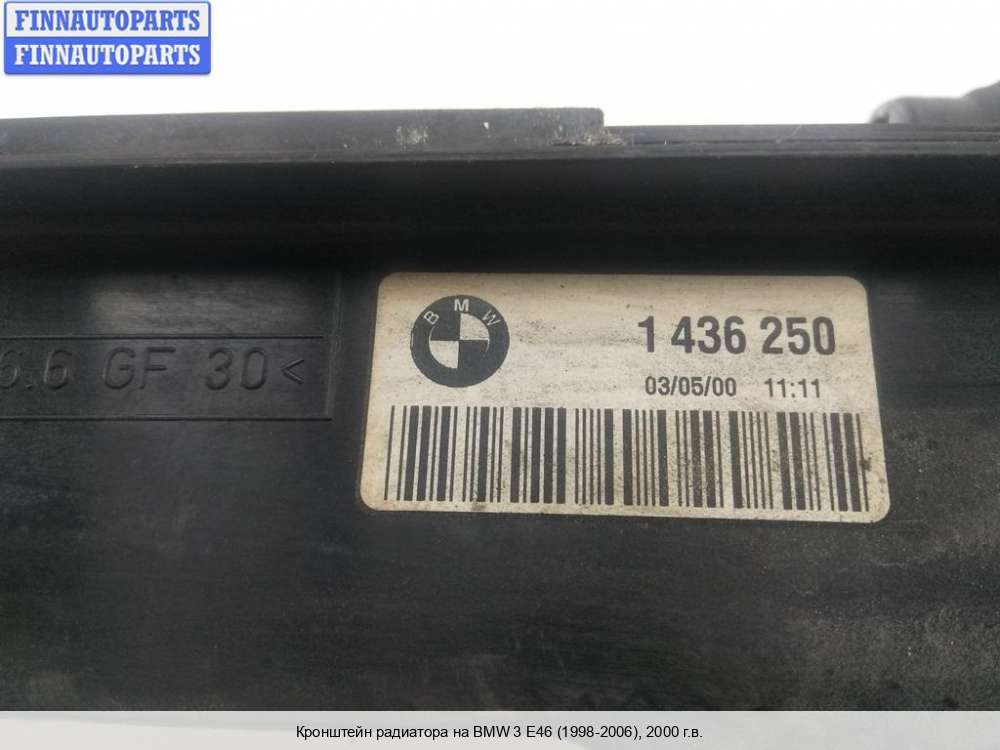 FINNAUTOPARTS
FINNAUTOPARTS
BMW
1 436 250
03/05/00 11:11
6.6 GF 30<
Кронштейн радиатора на BMW 3 E46 (1998-2006), 2000 г.в.